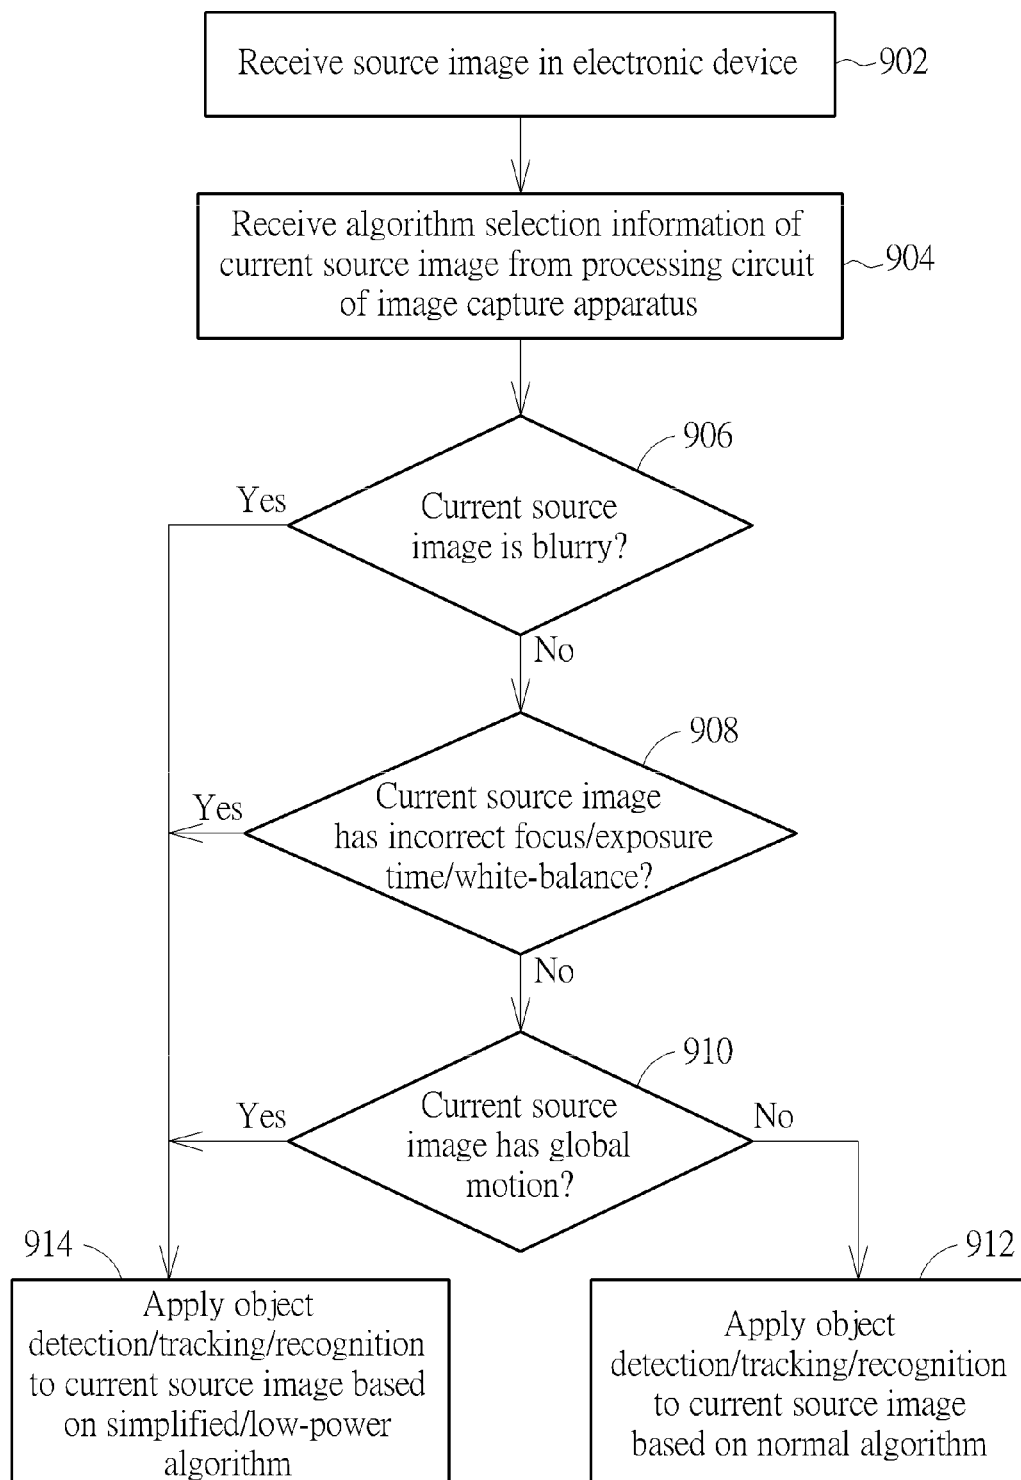 Receive source image in electronic device
902
Receive algorithm selection information of
current source image from processing circuit
of image capture apparatus
904
906
Yes
Current source
image is blurry?
No
908
Yes
Current source image
has incorrect focus/exposure
time/white-balance?
No
910
Yes
Current source
image has global
motion?
No
914
912
Apply object
detection/tracking/recognition
to current source image based
on simplified/low-power
algorithm
Apply object
detection/tracking/recognition
to current source image
based on normal algorithm